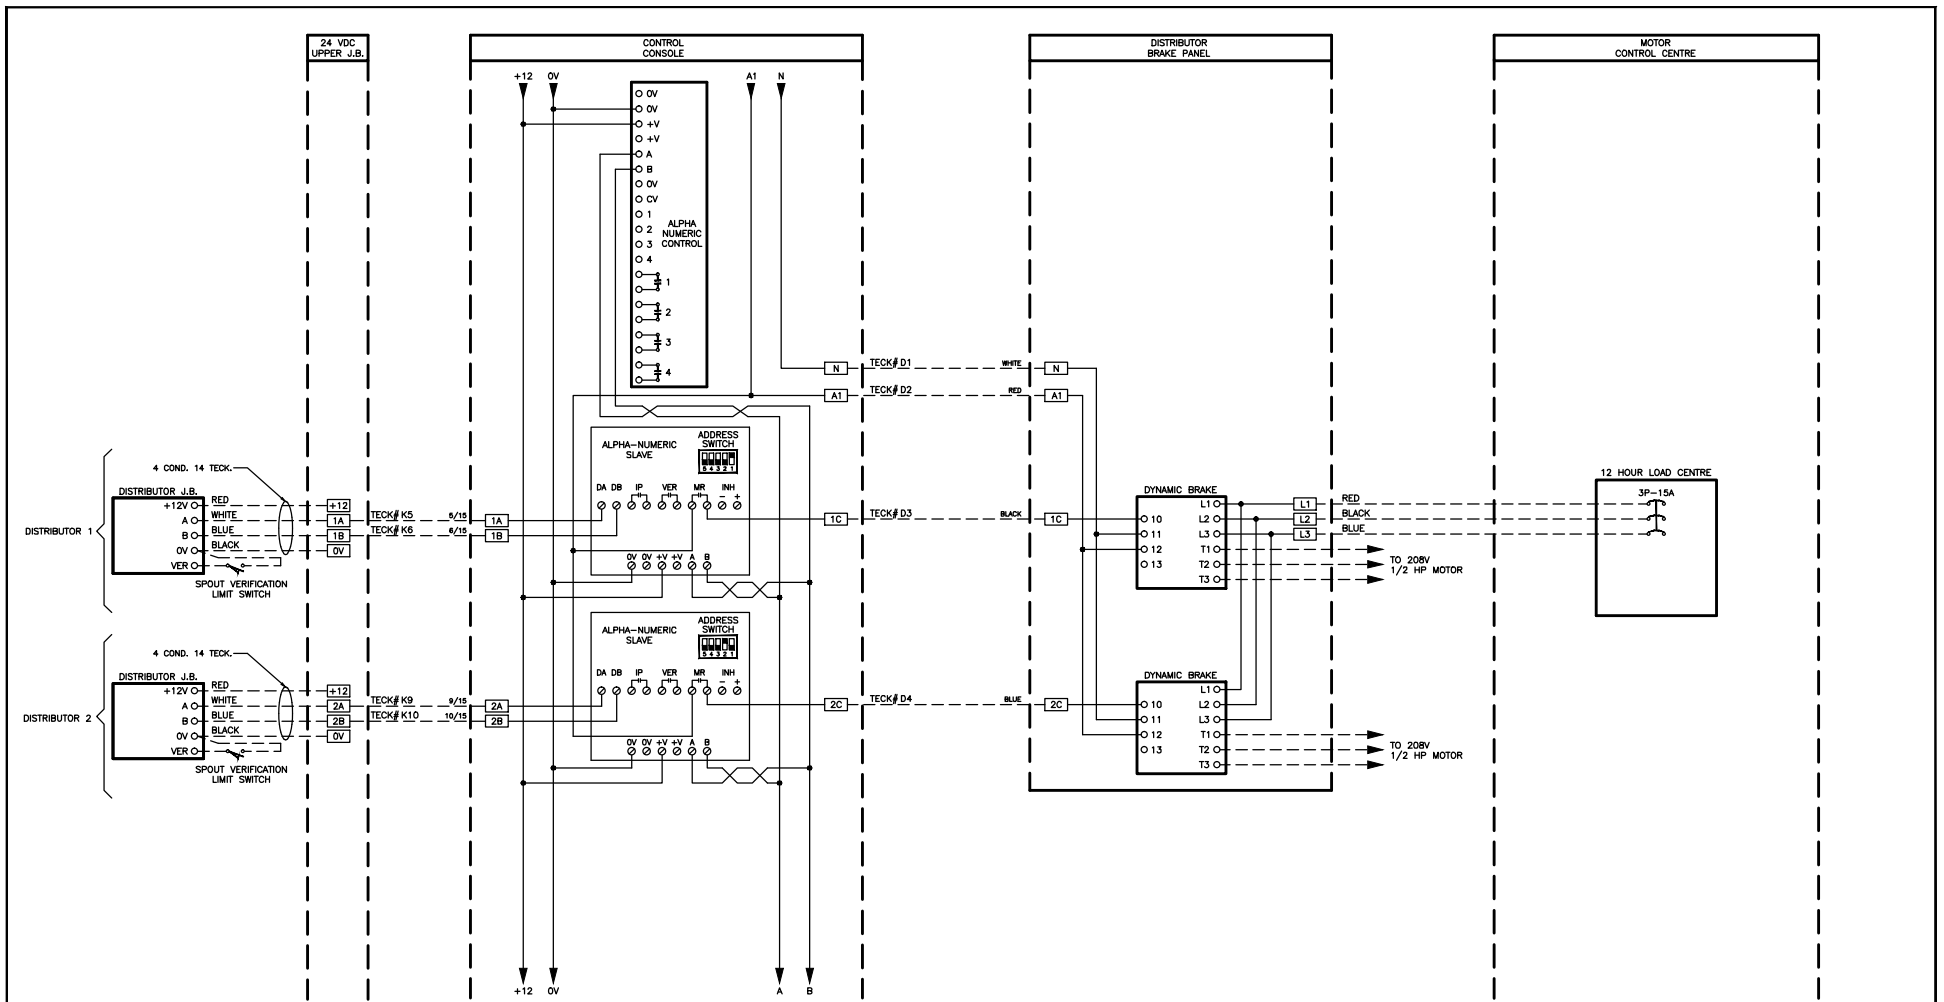 24 VDC
UPPER J.B.
CONTROL
CONSOLE
DISTRIBUTOR
BRAKE PANEL
MOTOR
CONTROL CENTRE
+12 0V
A1 N
0V
0V
+V
+V
A
B
0V
CV
1
2
3
4
1
2
3
4
ALPHA
NUMERIC
CONTROL
N TECK# D1 WHITE N
A1 TECK# D2 RED A1
DISTRIBUTOR 1
4 COND. 14 TECK.
DISTRIBUTOR J.B.
+12V RED +12
A WHITE 1A TECK# K5 5/15 1A
B BLUE 1B TECK# K6 6/15 1B
0V BLACK 0V
VER
SPOUT VERIFICATION
LIMIT SWITCH
ALPHA-NUMERIC
SLAVE
ADDRESS
SWITCH
5 4 3 2 1
DA DB IP VER MR INH
- +
0V 0V +V +V A B
1C TECK# D3 BLACK 1C
DYNAMIC BRAKE
10
11
12
13
L1
L2
L3
T1
T2
T3
L1 RED
L2 BLACK
L3 BLUE
TO 208V
1/2 HP MOTOR
12 HOUR LOAD CENTRE
3P-15A
DISTRIBUTOR 2
4 COND. 14 TECK.
DISTRIBUTOR J.B.
+12V RED +12
A WHITE 2A TECK# K9 9/15 2A
B BLUE 2B TECK# K10 10/15 2B
0V BLACK 0V
VER
SPOUT VERIFICATION
LIMIT SWITCH
ALPHA-NUMERIC
SLAVE
ADDRESS
SWITCH
5 4 3 2 1
DA DB IP VER MR INH
- +
0V 0V +V +V A B
2C TECK# D4 BLUE 2C
DYNAMIC BRAKE
10
11
12
13
L1
L2
L3
T1
T2
T3
TO 208V
1/2 HP MOTOR
+12 0V
A B